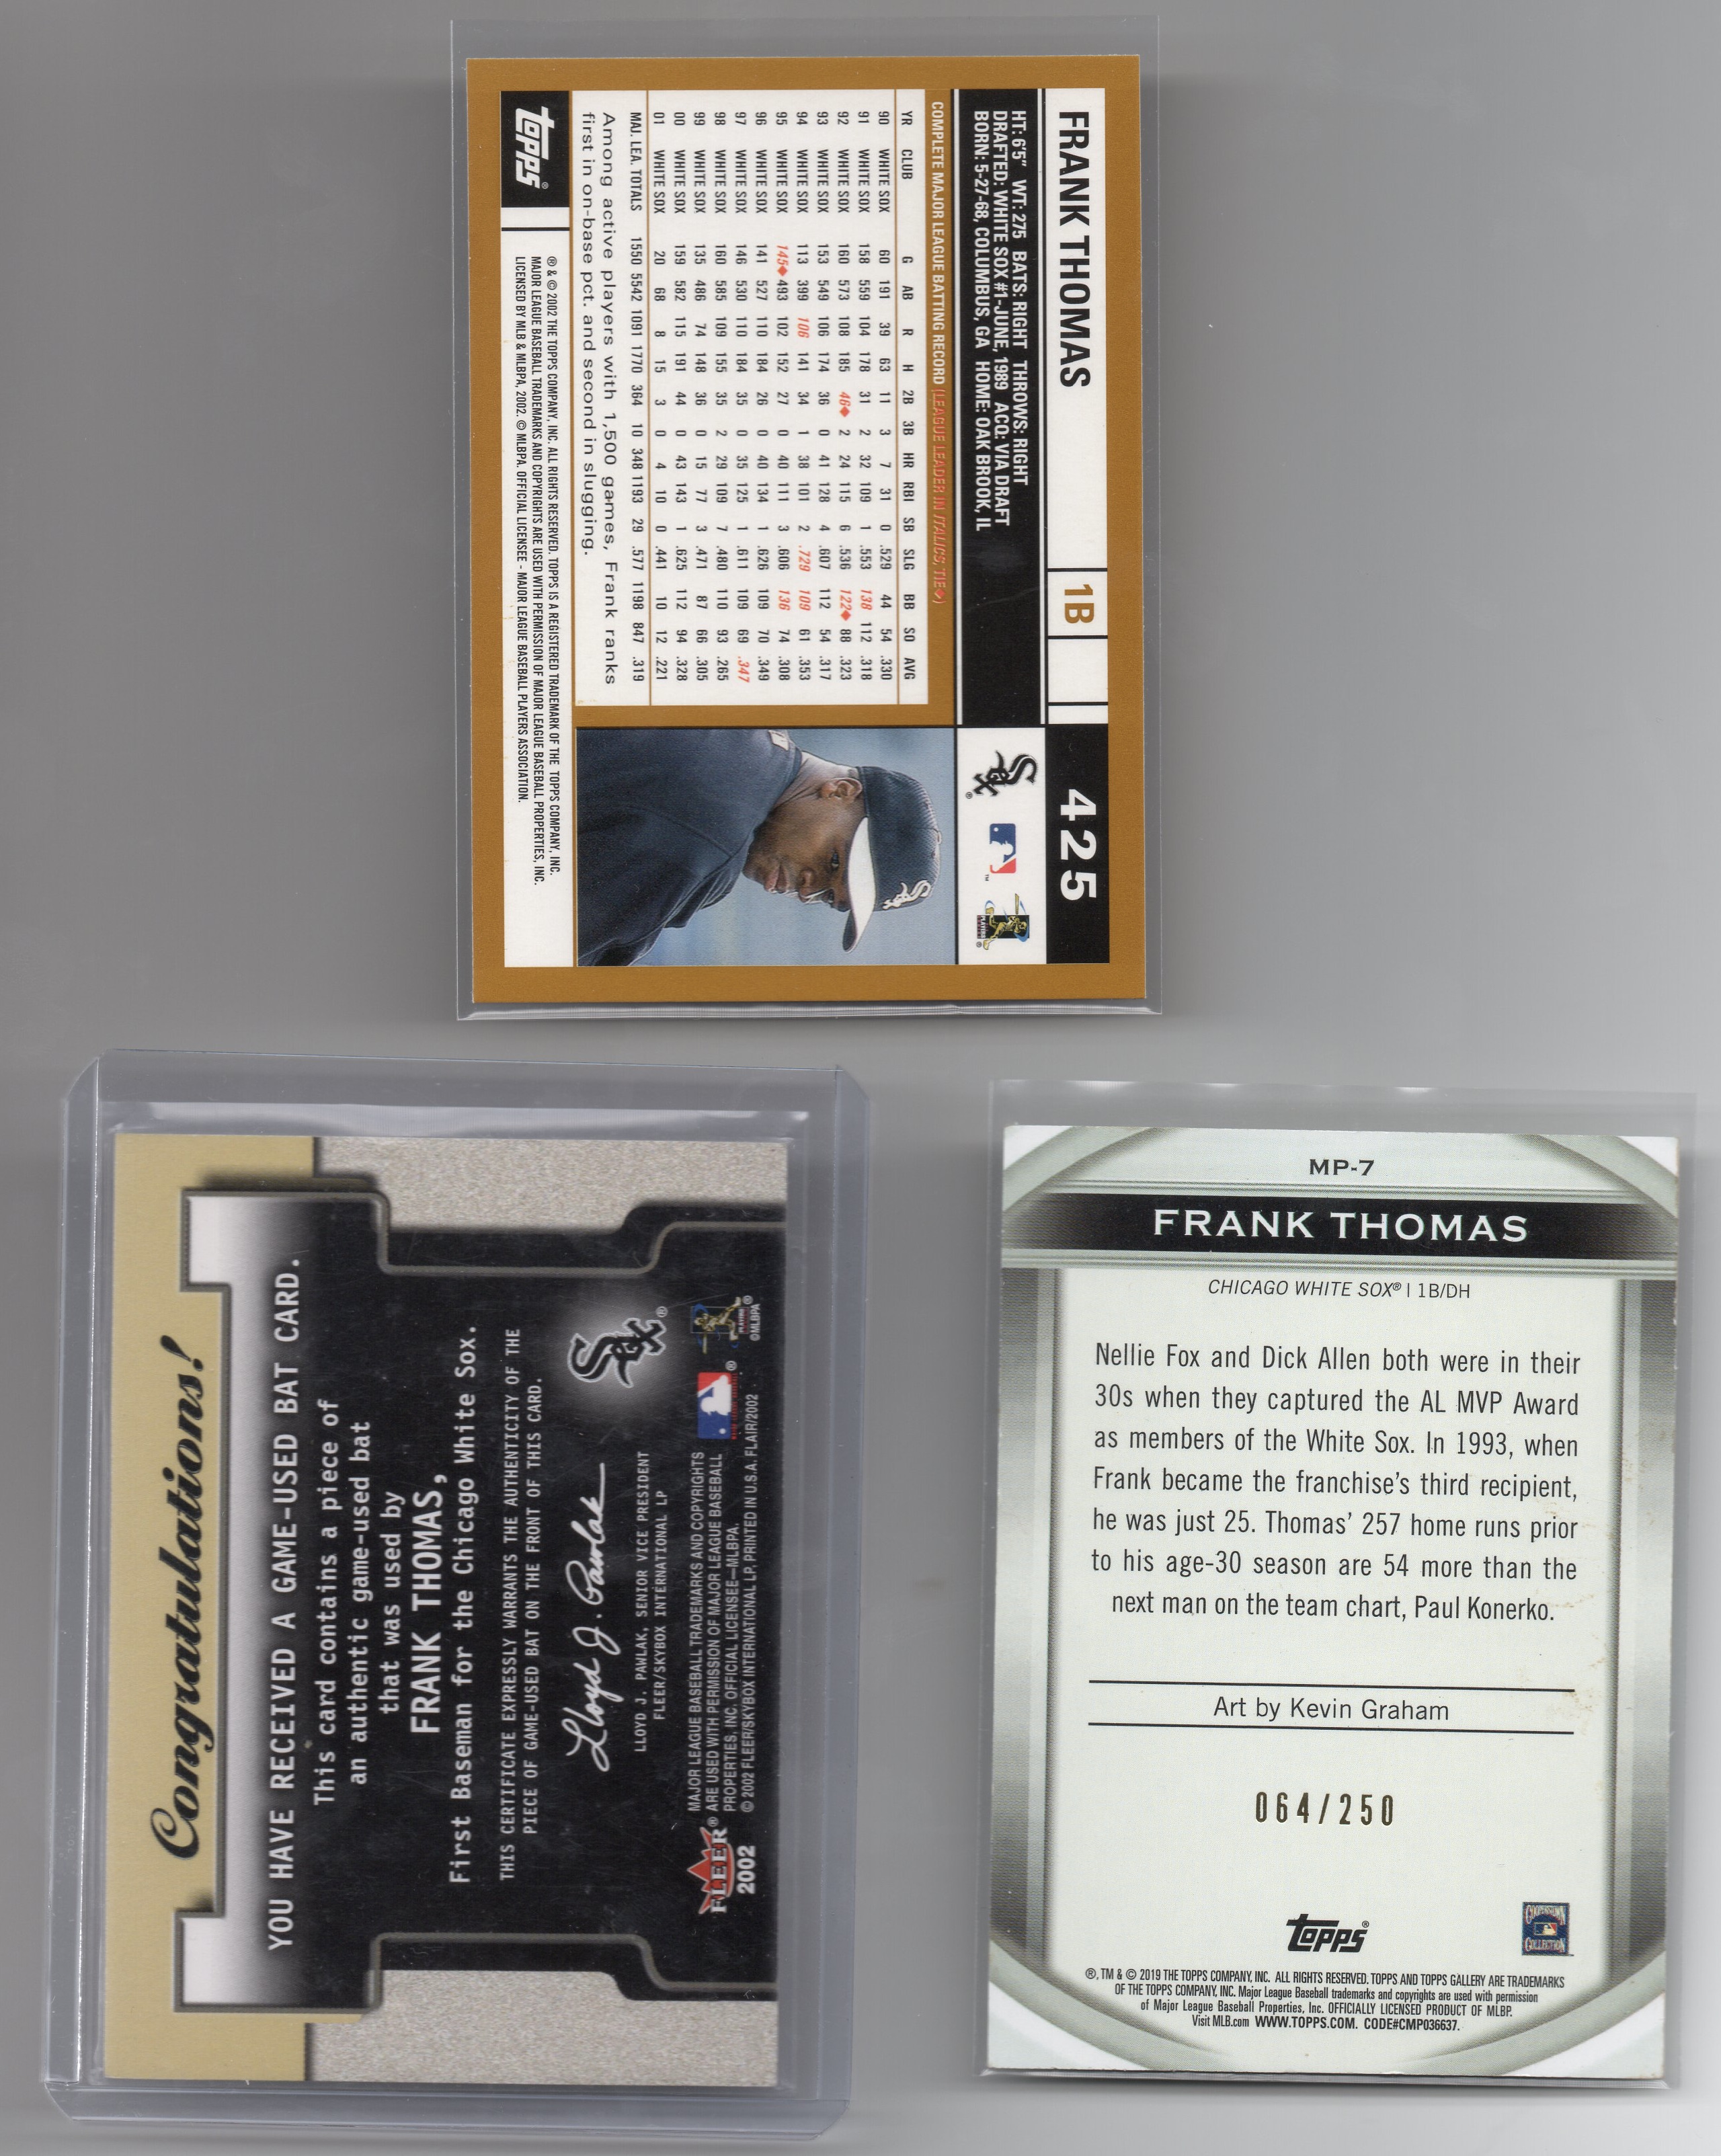 FRANK THOMAS 1B 425
HT: 6'5" WT: 275 BATS: RIGHT THROWS: RIGHT
DRAFTED: WHITE SOX #1-JUNE, 1989 ACQ: VIA DRAFT
BORN: 5-27-68, COLUMBUS, GA HOME: OAK BROOK, IL
COMPLETE MAJOR LEAGUE BATTING RECORD (LEAGUE LEADER IN ITALICS, TIE◆)
YR CLUB G AB R H 2B 3B HR RBI SB SLG BB SO AVG
90 WHITE SOX 60 191 39 63 11 3 7 31 0 .529 44 54 .330
91 WHITE SOX 158 559 104 178 31 2 32 109 1 .553 138 112 .318
92 WHITE SOX 160 573 108 185 46◆ 2 24 115 6 .536 122◆ 88 .323
93 WHITE SOX 153 549 106 174 36 0 41 128 4 .607 112 54 .317
94 WHITE SOX 113 399 106 141 34 1 38 101 2 .729 109 61 .353
95 WHITE SOX 145◆ 493 102 152 27 0 40 111 3 .606 136 74 .308
96 WHITE SOX 141 527 110 184 26 0 40 134 1 .626 109 70 .349
97 WHITE SOX 146 530 110 184 35 0 35 125 1 .611 109 69 .347
98 WHITE SOX 160 585 109 155 35 2 29 109 7 .480 110 93 .265
99 WHITE SOX 135 486 74 148 36 0 15 77 3 .471 87 66 .305
00 WHITE SOX 159 582 115 191 44 0 43 143 1 .625 112 94 .328
01 WHITE SOX 20 68 8 15 3 0 4 10 0 .441 10 12 .221
MAJ. LEA. TOTALS 1550 5542 1091 1770 364 10 348 1193 29 .577 1198 847 .319
Among active players with 1,500 games, Frank ranks
first in on-base pct. and second in slugging.
topps®
® & © 2002 THE TOPPS COMPANY, INC. ALL RIGHTS RESERVED. TOPPS IS A REGISTERED TRADEMARK OF THE TOPPS COMPANY, INC.
MAJOR LEAGUE BASEBALL TRADEMARKS AND COPYRIGHTS ARE USED WITH PERMISSION OF MAJOR LEAGUE BASEBALL PROPERTIES, INC.
LICENSED BY MLB & MLBPA, 2002. © MLBPA. OFFICIAL LICENSEE - MAJOR LEAGUE BASEBALL PLAYERS ASSOCIATION.
Congratulations!
YOU HAVE RECEIVED A GAME-USED BAT CARD.
This card contains a piece of
an authentic game-used bat
that was used by
FRANK THOMAS,
First Baseman for the Chicago White Sox.
THIS CERTIFICATE EXPRESSLY WARRANTS THE AUTHENTICITY OF THE
PIECE OF GAME-USED BAT ON THE FRONT OF THIS CARD.
Lloyd J. Pawlak
SOX®
LLOYD J. PAWLAK, SENIOR VICE PRESIDENT
FLEER/SKYBOX INTERNATIONAL LP
MAJOR LEAGUE BASEBALL TRADEMARKS AND COPYRIGHTS
ARE USED WITH PERMISSION OF MAJOR LEAGUE BASEBALL
PROPERTIES, INC. OFFICIAL LICENSEE—MLBPA.
© 2002 FLEER/SKYBOX INTERNATIONAL LP, PRINTED IN U.S.A. FLAIR/2002
©MLBPA
FLEER®
2002
MP-7
FRANK THOMAS
CHICAGO WHITE SOX® | 1B/DH
Nellie Fox and Dick Allen both were in their
30s when they captured the AL MVP Award
as members of the White Sox. In 1993, when
Frank became the franchise's third recipient,
he was just 25. Thomas' 257 home runs prior
to his age-30 season are 54 more than the
next man on the team chart, Paul Konerko.
Art by Kevin Graham
064/250
topps®
COOPERSTOWN
COLLECTION
®, TM & © 2019 THE TOPPS COMPANY, INC. ALL RIGHTS RESERVED. TOPPS AND TOPPS GALLERY ARE TRADEMARKS
OF THE TOPPS COMPANY, INC. Major League Baseball trademarks and copyrights are used with permission
of Major League Baseball Properties, Inc. OFFICIALLY LICENSED PRODUCT OF MLBP.
Visit MLB.com WWW.TOPPS.COM. CODE#CMP036637.